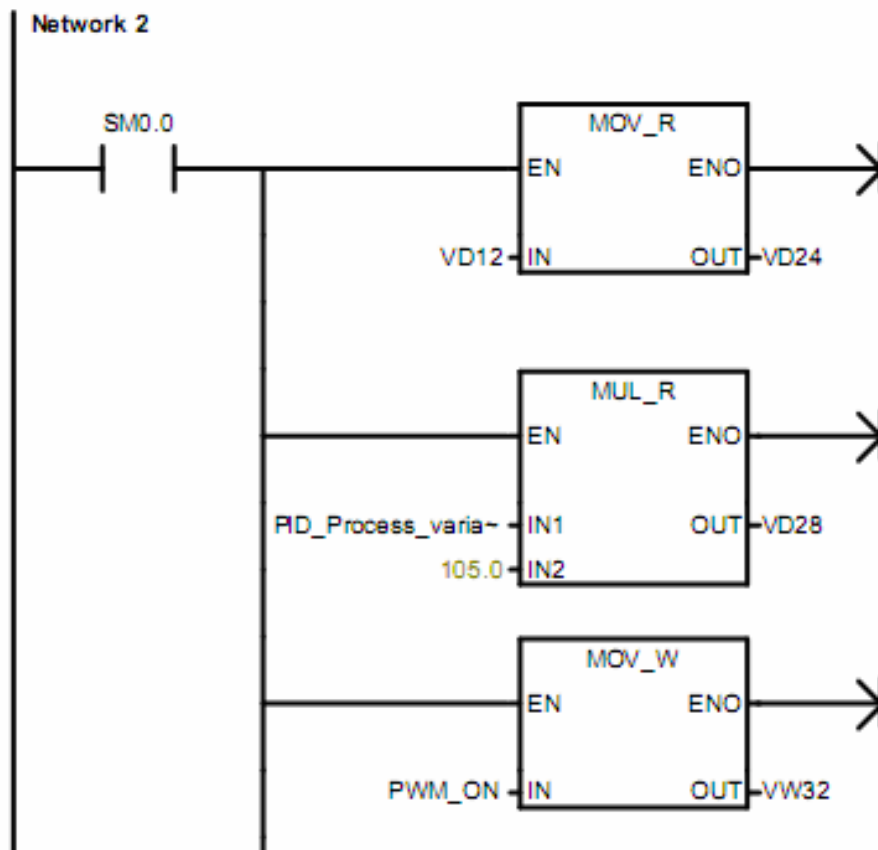 Network 2
SM0.0
MOV_R
EN ENO
VD12 IN OUT VD24
MUL_R
EN ENO
PID_Process_varia~ IN1 OUT VD28
105.0 IN2
MOV_W
EN ENO
PWM_ON IN OUT VW32